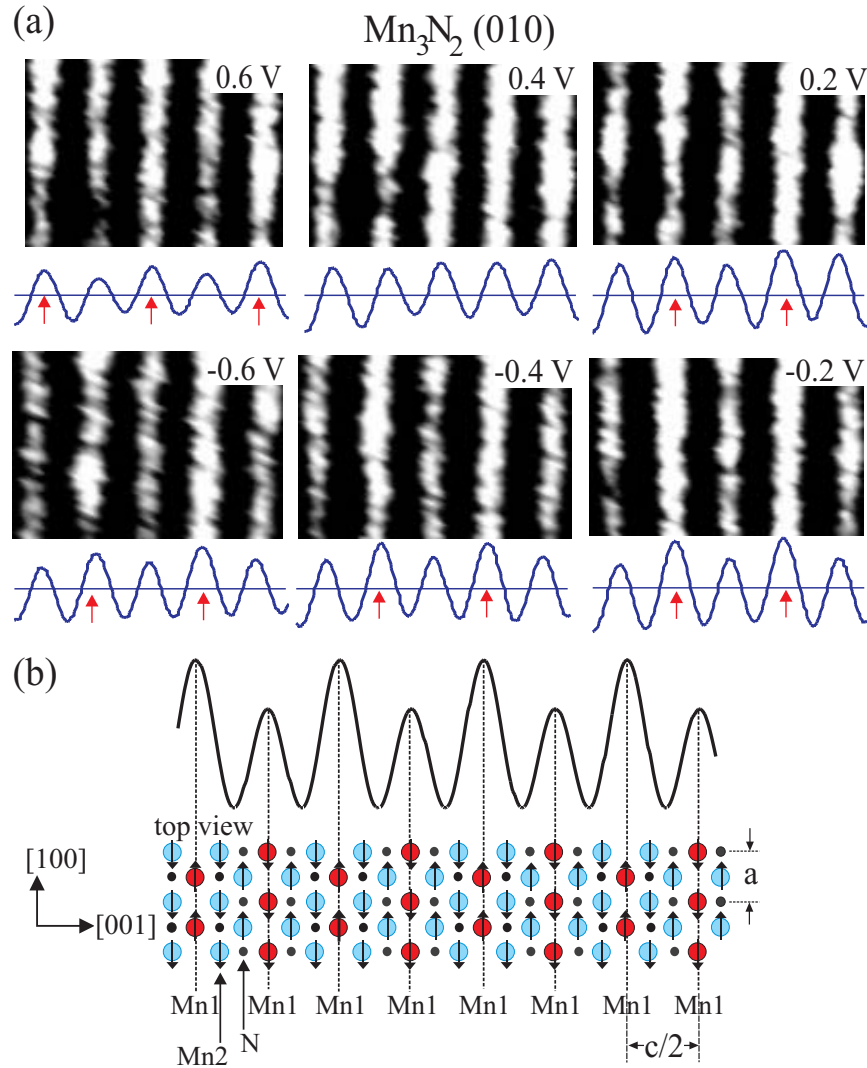 (a)
Mn₃N₂ (010)
0.6 V
0.4 V
0.2 V
-0.6 V
-0.4 V
-0.2 V
(b)
top view
[100]
[001]
a
Mn1 Mn1 Mn1 Mn1 Mn1 Mn1 Mn1 Mn1
Mn2
N
c/2